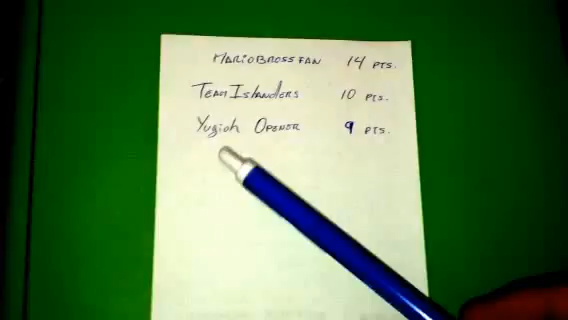 MARIOBROSSFAN 14 PTS.
TEAM ISLANDERS 10 PTS.
Yugioh OPENER 9 PTS.